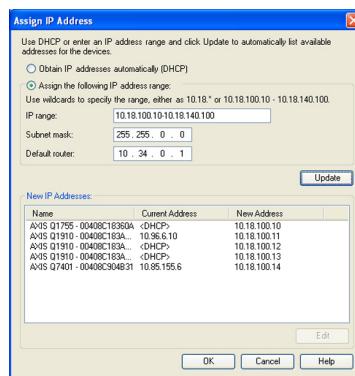 Assign IP Address
Use DHCP or enter an IP address range and click Update to automatically list available
addresses for the devices.
Obtain IP addresses automatically (DHCP)
Assign the following IP address range:
Use wildcards to specify the range, either as 10.18.* or 10.18.100.10 - 10.18.140.100.
IP range: 10.18.100.10-10.18.140.100
Subnet mask: 255 . 255 . 0 . 0
Default router: 10 . 34 . 0 . 1
Update
New IP Addresses:
Name Current Address New Address
AXIS Q1755 - 00408C18360A <DHCP> 10.18.100.10
AXIS Q1910 - 00408C183A... 10.96.6.10 10.18.100.11
AXIS Q1910 - 00408C183A... <DHCP> 10.18.100.12
AXIS Q1910 - 00408C183A... <DHCP> 10.18.100.13
AXIS Q7401 - 00408C904B31 10.85.155.6 10.18.100.14
Edit
OK Cancel Help